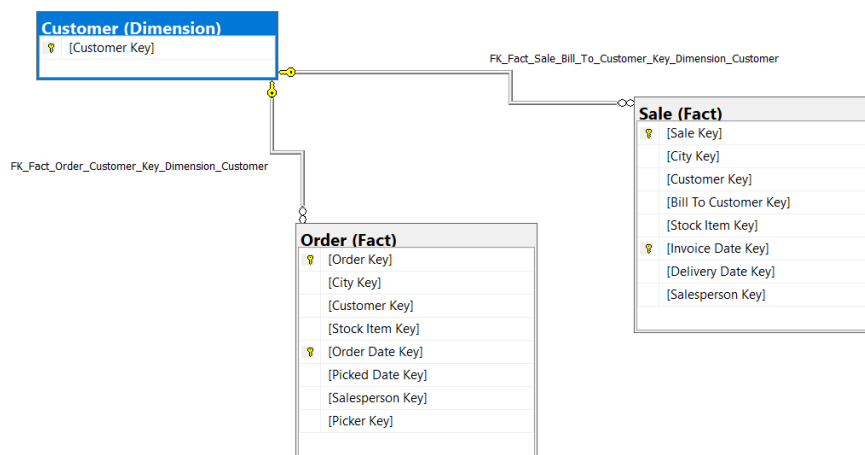 Customer (Dimension)
[Customer Key]
FK_Fact_Sale_Bill_To_Customer_Key_Dimension_Customer
Sale (Fact)
[Sale Key]
[City Key]
[Customer Key]
[Bill To Customer Key]
[Stock Item Key]
[Invoice Date Key]
[Delivery Date Key]
[Salesperson Key]
FK_Fact_Order_Customer_Key_Dimension_Customer
Order (Fact)
[Order Key]
[City Key]
[Customer Key]
[Stock Item Key]
[Order Date Key]
[Picked Date Key]
[Salesperson Key]
[Picker Key]